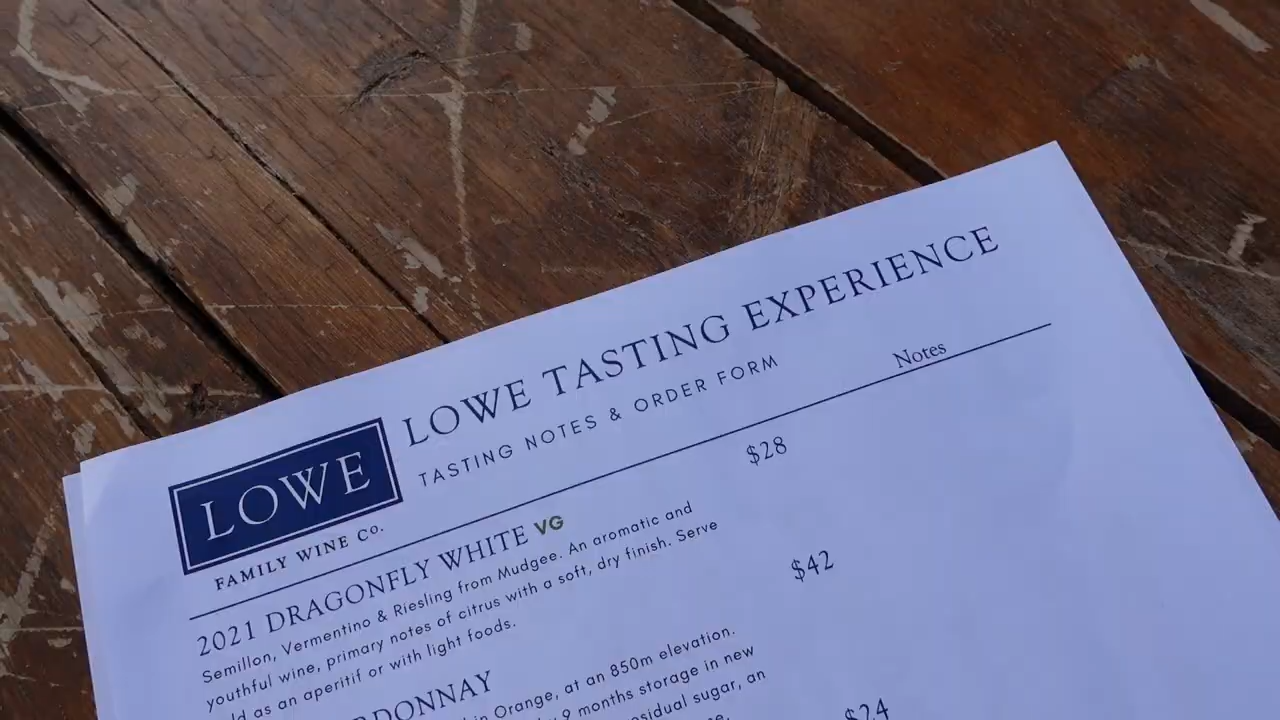 LOWE TASTING EXPERIENCE
TASTING NOTES & ORDER FORM
Notes
LOWE
FAMILY WINE Co.
2021 DRAGONFLY WHITE VG $28
Semillon, Vermentino & Riesling from Mudgee. An aromatic and
youthful wine, primary notes of citrus with a soft, dry finish. Serve
as an aperitif or with light foods.
$42
in Orange, at an 850m elevation.
9 months storage in new
sugar, an
$24